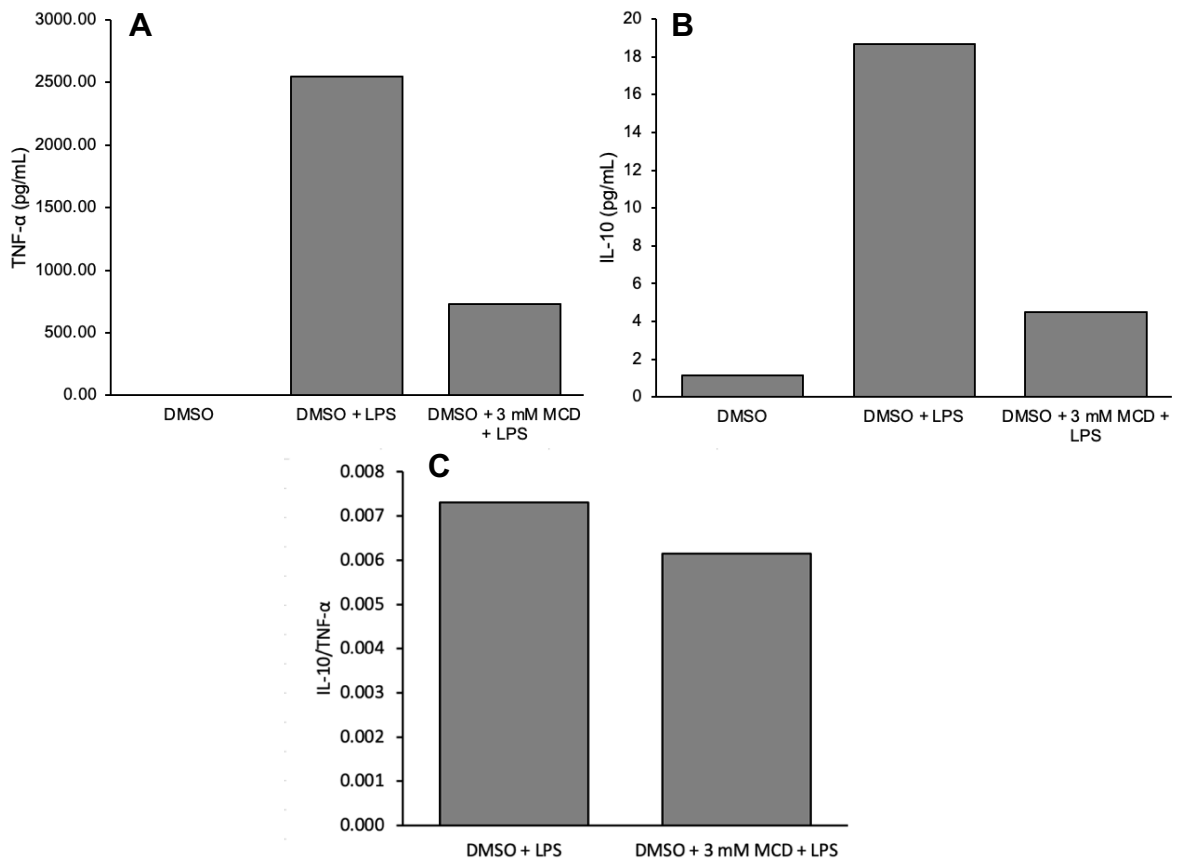 A
3000.00
2500.00
2000.00
1500.00
1000.00
500.00
0.00
TNF-α (pg/mL)
DMSO
DMSO + LPS
DMSO + 3 mM MCD
+ LPS
B
20
18
16
14
12
10
8
6
4
2
0
IL-10 (pg/mL)
DMSO
DMSO + LPS
DMSO + 3 mM MCD +
LPS
C
0.008
0.007
0.006
0.005
0.004
0.003
0.002
0.001
0.000
IL-10/TNF-α
DMSO + LPS
DMSO + 3 mM MCD + LPS